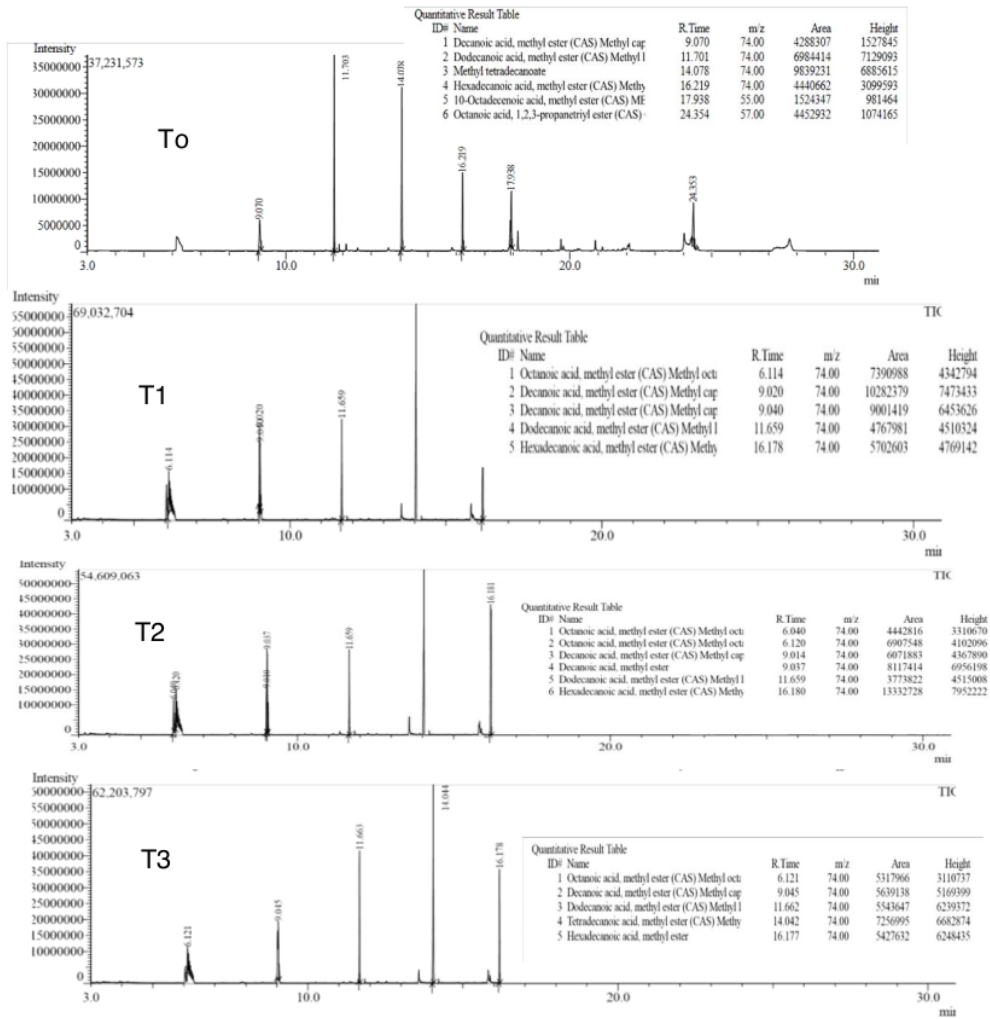 Quantitative Result Table
ID# Name R.Time m/z Area Height
1 Decanoic acid, methyl ester (CAS) Methyl cap 9.070 74.00 4288307 1527845
2 Dodecanoic acid, methyl ester (CAS) Methyl l 11.701 74.00 6984414 7129093
3 Methyl tetradecanoate 14.078 74.00 9839231 6885615
4 Hexadecanoic acid, methyl ester (CAS) Methy 16.219 74.00 4440662 3099593
5 10-Octadecenoic acid, methyl ester (CAS) ME 17.938 55.00 1524347 981464
6 Octanoic acid, 1,2,3-propanetriyl ester (CAS) 24.354 57.00 4452932 1074165
Intensity
37,231,573
35000000
30000000
25000000
20000000
15000000
10000000
5000000
0
To
9.070
11.703
14.078
16.219
17.938
24.353
3.0 10.0 20.0 30.0
min
Intensity
69,032,704
TIC
55000000
50000000
45000000
40000000
35000000
30000000
25000000
20000000
15000000
10000000
0
T1
6.114
9.020
11.659
Quantitative Result Table
ID# Name R.Time m/z Area Height
1 Octanoic acid, methyl ester (CAS) Methyl octa 6.114 74.00 7390988 4342794
2 Decanoic acid, methyl ester (CAS) Methyl cap 9.020 74.00 10282379 7473433
3 Decanoic acid, methyl ester (CAS) Methyl cap 9.040 74.00 9001419 6453626
4 Dodecanoic acid, methyl ester (CAS) Methyl l 11.659 74.00 4767981 4510324
5 Hexadecanoic acid, methyl ester (CAS) Methy 16.178 74.00 5702603 4769142
3.0 10.0 20.0 30.0
min
Intensity
54,609,063
TIC
50000000
45000000
40000000
35000000
30000000
25000000
20000000
15000000
10000000
0
T2
6.120
9.037
11.659
16.181
Quantitative Result Table
ID# Name R.Time m/z Area Height
1 Octanoic acid, methyl ester (CAS) Methyl octa 6.040 74.00 4442816 3310670
2 Octanoic acid, methyl ester (CAS) Methyl octa 6.120 74.00 6907548 4102096
3 Decanoic acid, methyl ester (CAS) Methyl cap 9.014 74.00 6071883 4367890
4 Decanoic acid, methyl ester 9.037 74.00 8117414 6956198
5 Dodecanoic acid, methyl ester (CAS) Methyl l 11.659 74.00 3773822 4515008
6 Hexadecanoic acid, methyl ester (CAS) Methy 16.180 74.00 13332728 7952222
3.0 10.0 20.0 30.0
min
Intensity
62,203,797
TIC
60000000
55000000
45000000
40000000
35000000
30000000
20000000
15000000
10000000
0
T3
6.121
9.045
11.663
14.044
16.178
Quantitative Result Table
ID# Name R.Time m/z Area Height
1 Octanoic acid, methyl ester (CAS) Methyl octa 6.121 74.00 5317966 3110737
2 Decanoic acid, methyl ester (CAS) Methyl cap 9.045 74.00 5639138 5169399
3 Dodecanoic acid, methyl ester (CAS) Methyl l 11.662 74.00 5543647 6239372
4 Tetradecanoic acid, methyl ester (CAS) Methy 14.042 74.00 7256995 6682874
5 Hexadecanoic acid, methyl ester 16.177 74.00 5427632 6248435
3.0 10.0 20.0 30.0
min